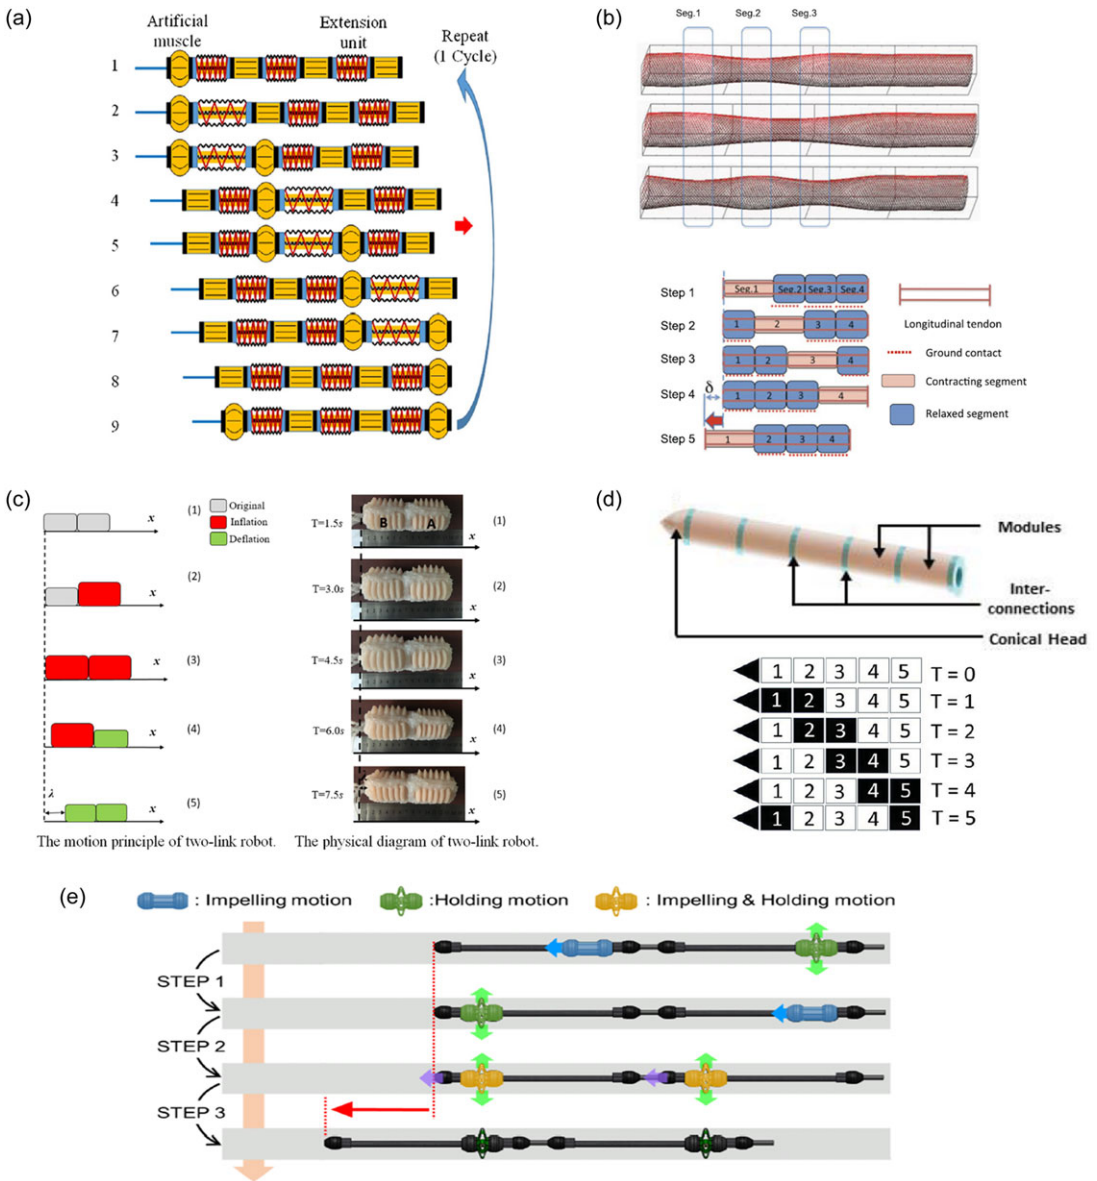 (a)
Artificial
muscle
Extension
unit
Repeat
(1 Cycle)
1
2
3
4
5
6
7
8
9
(b)
Seg.1 Seg.2 Seg.3
Step 1 Seg.1 Seg.2 Seg.3 Seg.4
Step 2 1 2 3 4
Step 3 1 2 3 4
Step 4 δ 1 2 3 4
Step 5 1 2 3 4
Longitudinal tendon
Ground contact
Contracting segment
Relaxed segment
(c)
x (1)
x (2)
x (3)
x (4)
λ x (5)
Original
Inflation
Deflation
The motion principle of two-link robot.
T=1.5s B A x (1)
T=3.0s x (2)
T=4.5s x (3)
T=6.0s x (4)
T=7.5s x (5)
The physical diagram of two-link robot.
(d)
Modules
Inter-
connections
Conical Head
1 2 3 4 5 T = 0
1 2 3 4 5 T = 1
1 2 3 4 5 T = 2
1 2 3 4 5 T = 3
1 2 3 4 5 T = 4
1 2 3 4 5 T = 5
(e)
: Impelling motion :Holding motion : Impelling & Holding motion
STEP 1
STEP 2
STEP 3